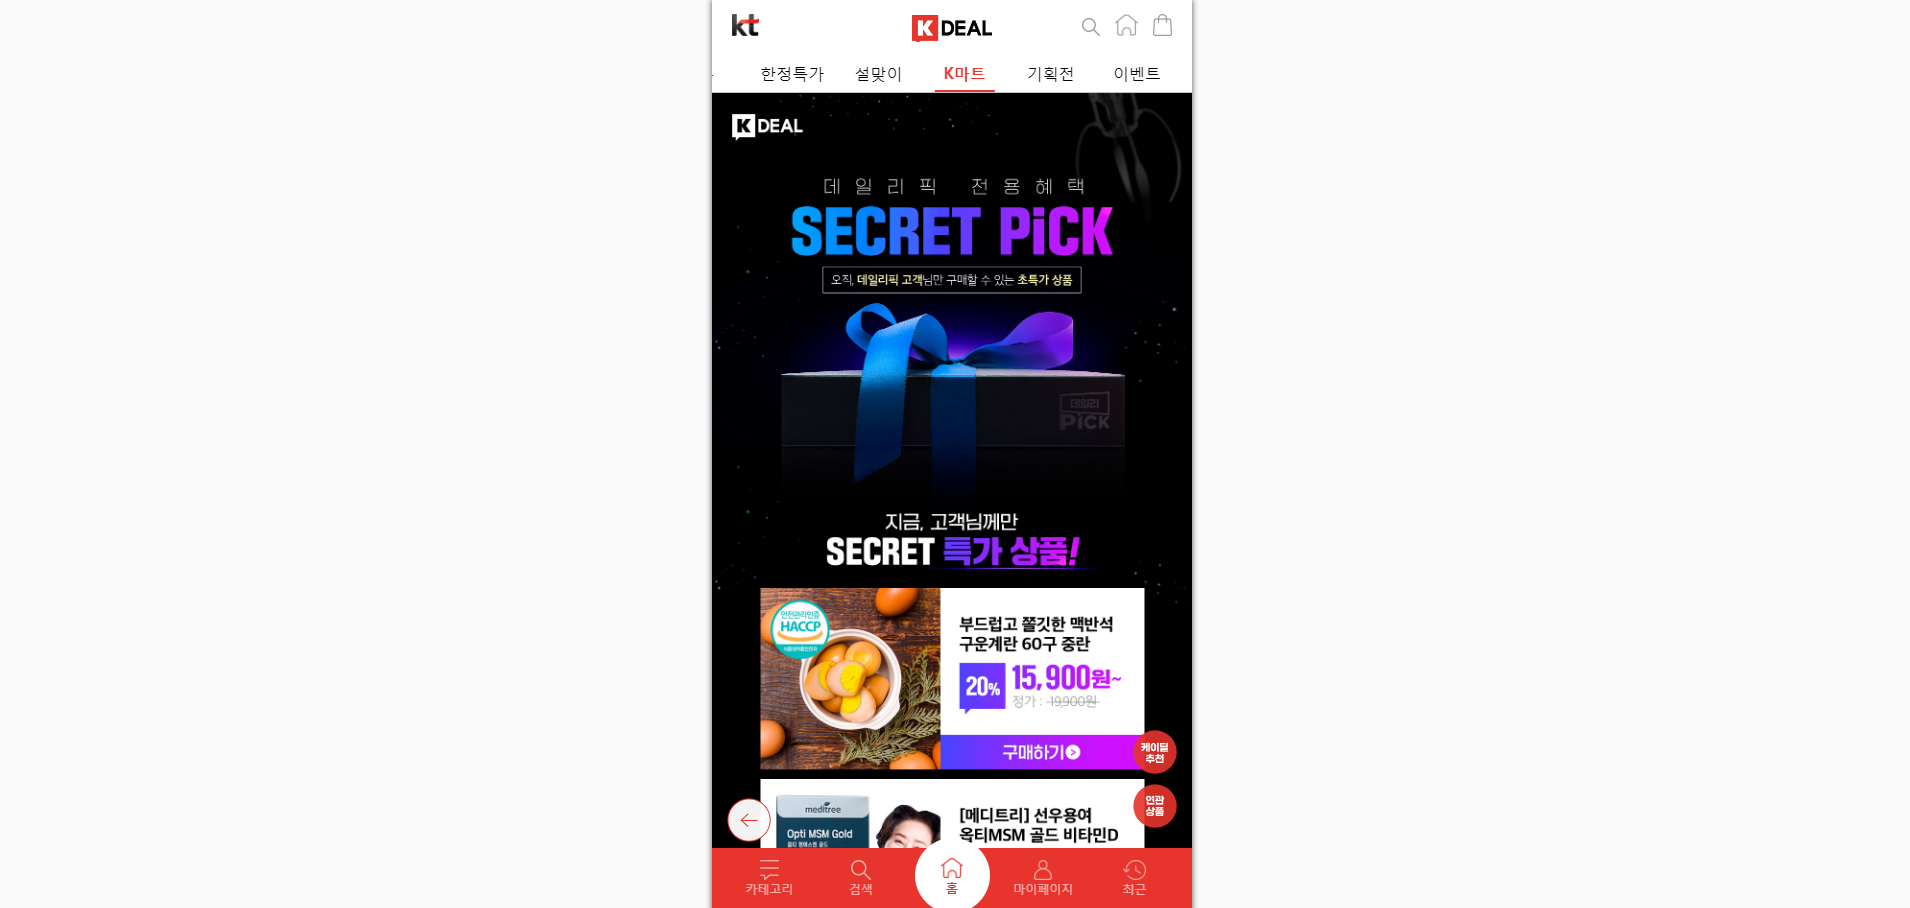 kt
K DEAL
한정특가 설맞이 K마트 기획전 이벤트
K DEAL
데일리픽 전용혜택
SECRET PiCK
오직, 데일리픽 고객님만 구매할 수 있는 초특가 상품
데일리
PiCK
지금, 고객님께만
SECRET 특가 상품!
안전관리인증
HACCP
부드럽고 쫄깃한 맥반석
구운계란 60구 중란
20% 15,900원~
정가 : 19,900원
구매하기
케이딜
추천
meditree
Opti MSM Gold
옵티 엠에스엠 골드
[메디트리] 선우용여
옵티MSM 골드 비타민D
연관
상품
카테고리 검색 홈 마이페이지 최근